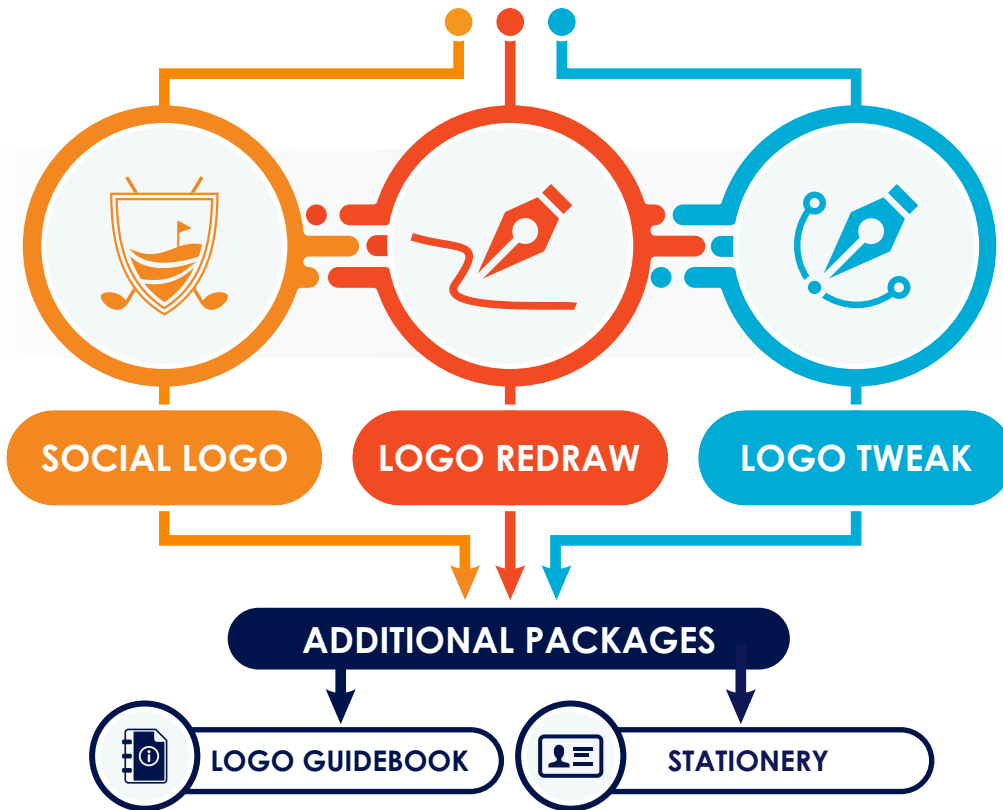 SOCIAL LOGO
LOGO REDRAW
LOGO TWEAK
ADDITIONAL PACKAGES
LOGO GUIDEBOOK
STATIONERY